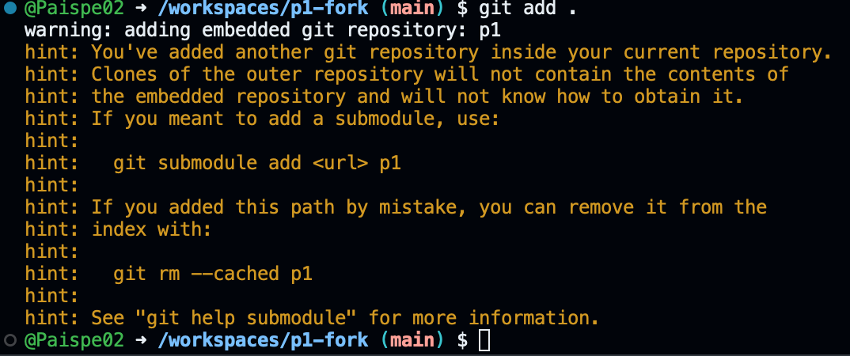 @Paispe02 → /workspaces/p1-fork (main) $ git add .
warning: adding embedded git repository: p1
hint: You've added another git repository inside your current repository.
hint: Clones of the outer repository will not contain the contents of
hint: the embedded repository and will not know how to obtain it.
hint: If you meant to add a submodule, use:
hint:
hint:   git submodule add <url> p1
hint:
hint: If you added this path by mistake, you can remove it from the
hint: index with:
hint:
hint:   git rm --cached p1
hint:
hint: See "git help submodule" for more information.
@Paispe02 → /workspaces/p1-fork (main) $